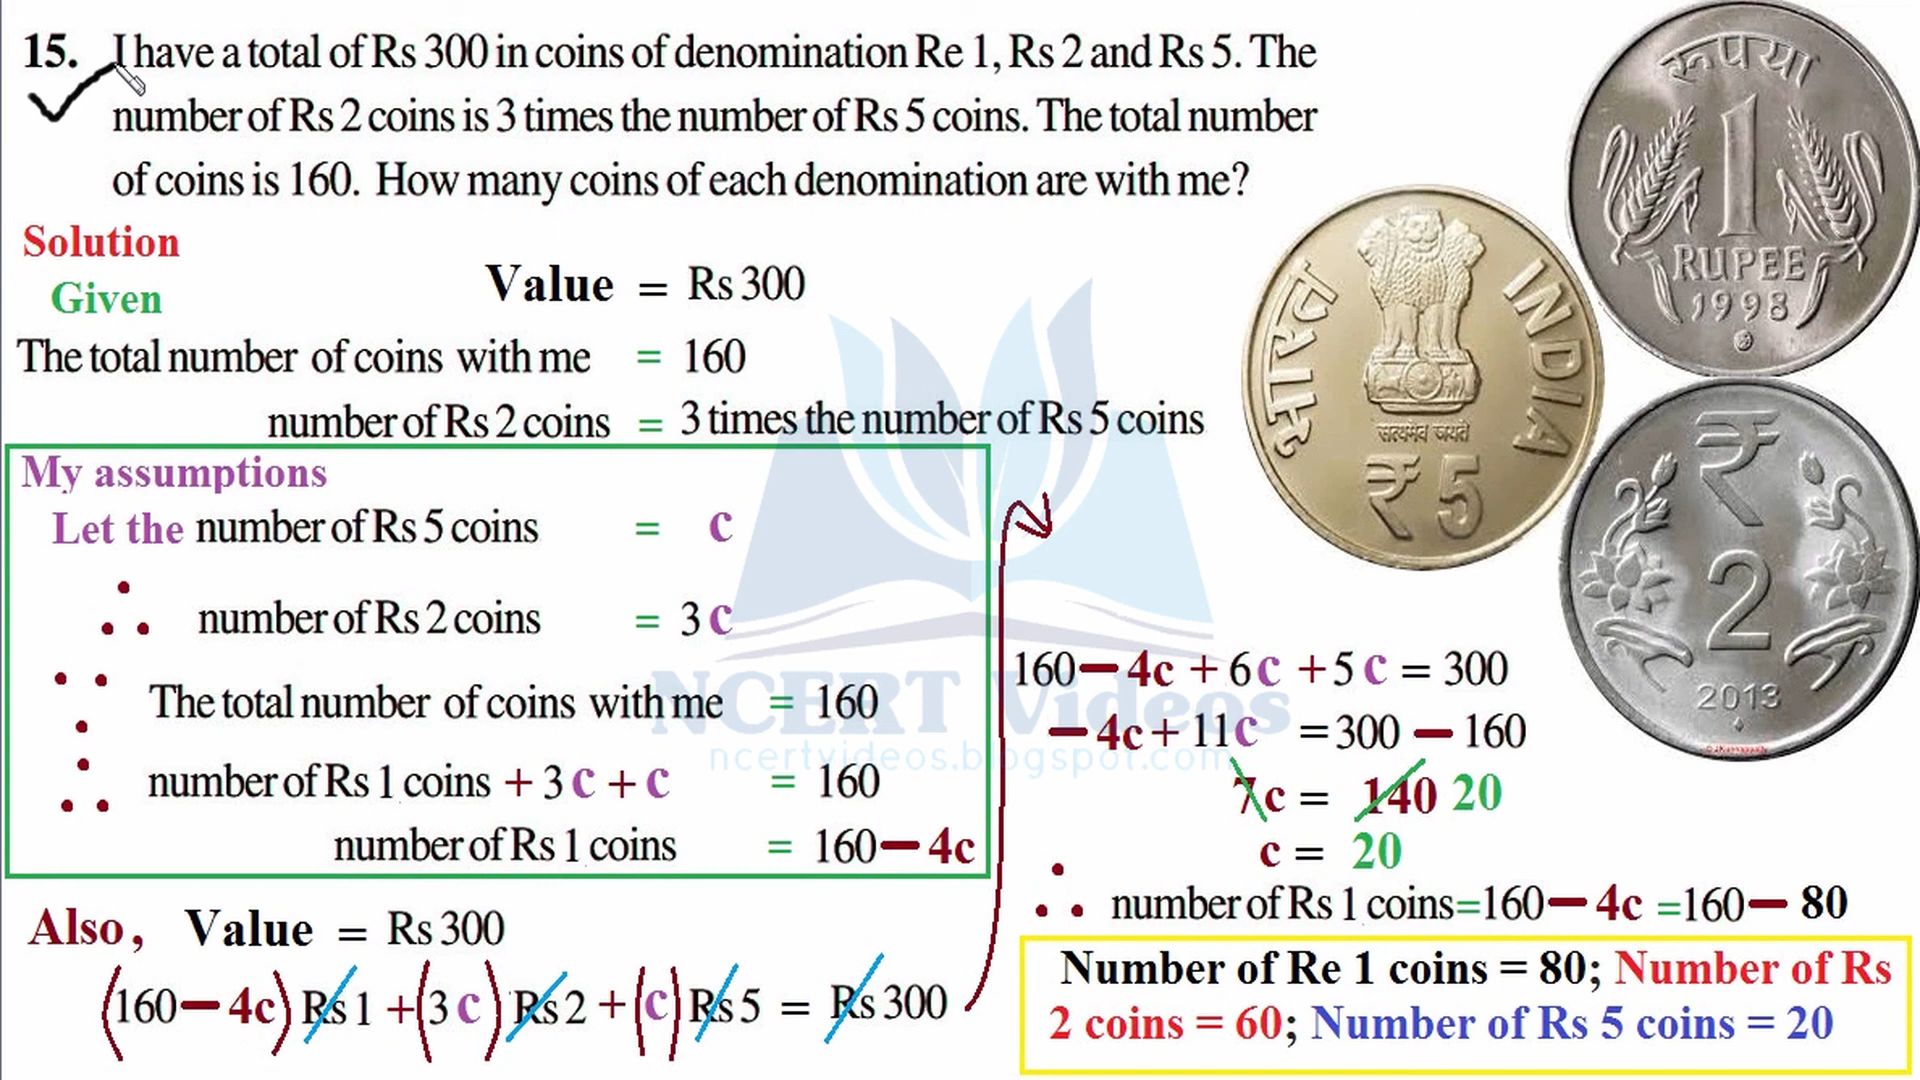 15. I have a total of Rs 300 in coins of denomination Re 1, Rs 2 and Rs 5. The
number of Rs 2 coins is 3 times the number of Rs 5 coins. The total number
of coins is 160. How many coins of each denomination are with me?
Solution
Given
Value = Rs 300
The total number of coins with me = 160
number of Rs 2 coins = 3 times the number of Rs 5 coins
My assumptions
Let the number of Rs 5 coins = c
∴ number of Rs 2 coins = 3 c
∵ The total number of coins with me = 160
∴ number of Rs 1 coins + 3 c + c = 160
number of Rs 1 coins = 160 − 4c
Also, Value = Rs 300
(160 − 4c) Rs 1 + (3 c) Rs 2 + (c) Rs 5 = Rs 300
160 − 4c + 6c + 5 c = 300
− 4c + 11c = 300 − 160
7c = 140 20
c = 20
∴ number of Rs 1 coins = 160 − 4c = 160 − 80
Number of Re 1 coins = 80; Number of Rs
2 coins = 60; Number of Rs 5 coins = 20
NCERT Videos
ncertvideos.blogspot.com
रूपया
1
RUPEE
1998
भारत
INDIA
सत्यमेव जयते
₹ 5
₹
2
2013